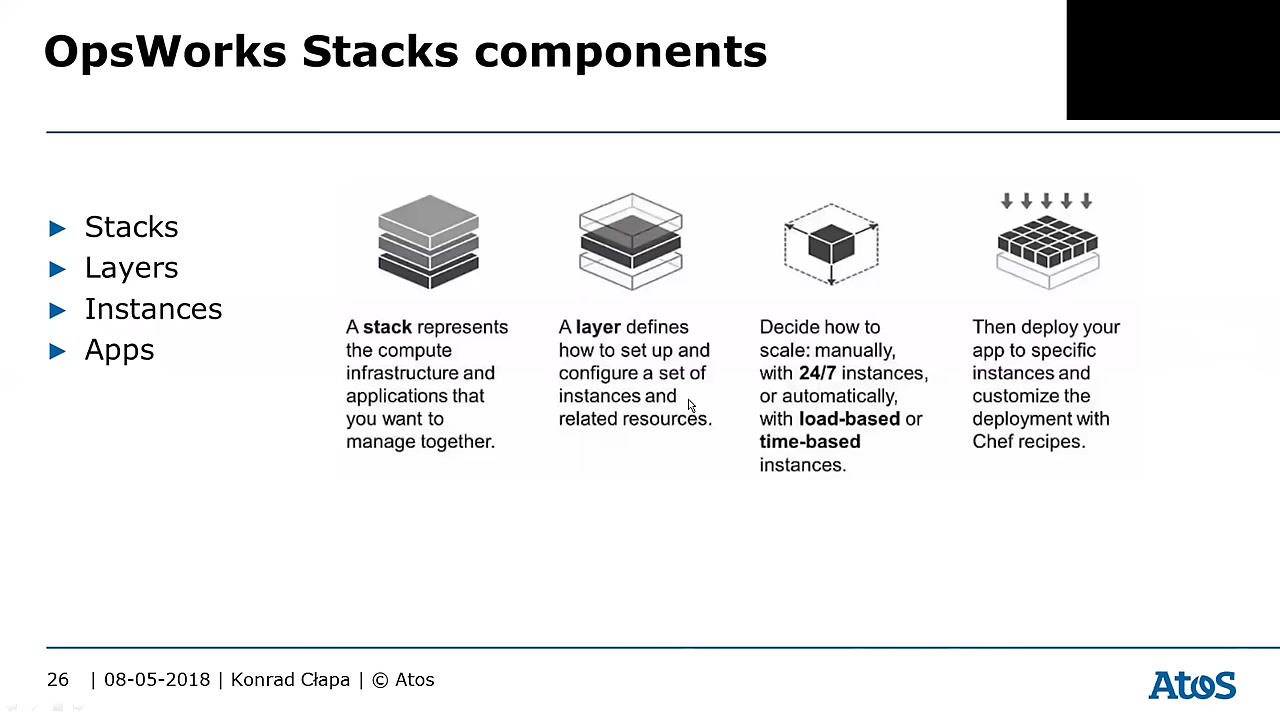 OpsWorks Stacks components
► Stacks
► Layers
► Instances
► Apps
A stack represents
the compute
infrastructure and
applications that
you want to
manage together.
A layer defines
how to set up and
configure a set of
instances and
related resources.
Decide how to
scale: manually,
with 24/7 instances,
or automatically,
with load-based or
time-based
instances.
Then deploy your
app to specific
instances and
customize the
deployment with
Chef recipes.
26 | 08-05-2018 | Konrad Cłapa | © Atos
Atos